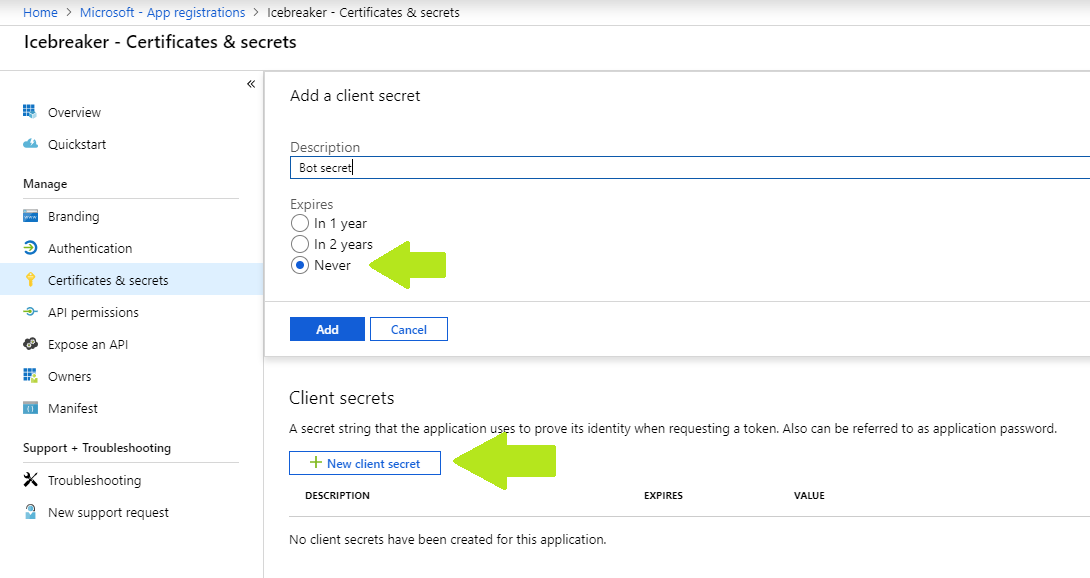 Home > Microsoft - App registrations > Icebreaker - Certificates & secrets
Icebreaker - Certificates & secrets
«
Overview
Quickstart
Manage
Branding
Authentication
Certificates & secrets
API permissions
Expose an API
Owners
Manifest
Support + Troubleshooting
Troubleshooting
New support request
Add a client secret
Description
Bot secret
Expires
In 1 year
In 2 years
Never
Add Cancel
Client secrets
A secret string that the application uses to prove its identity when requesting a token. Also can be referred to as application password.
+ New client secret
DESCRIPTION EXPIRES VALUE
No client secrets have been created for this application.